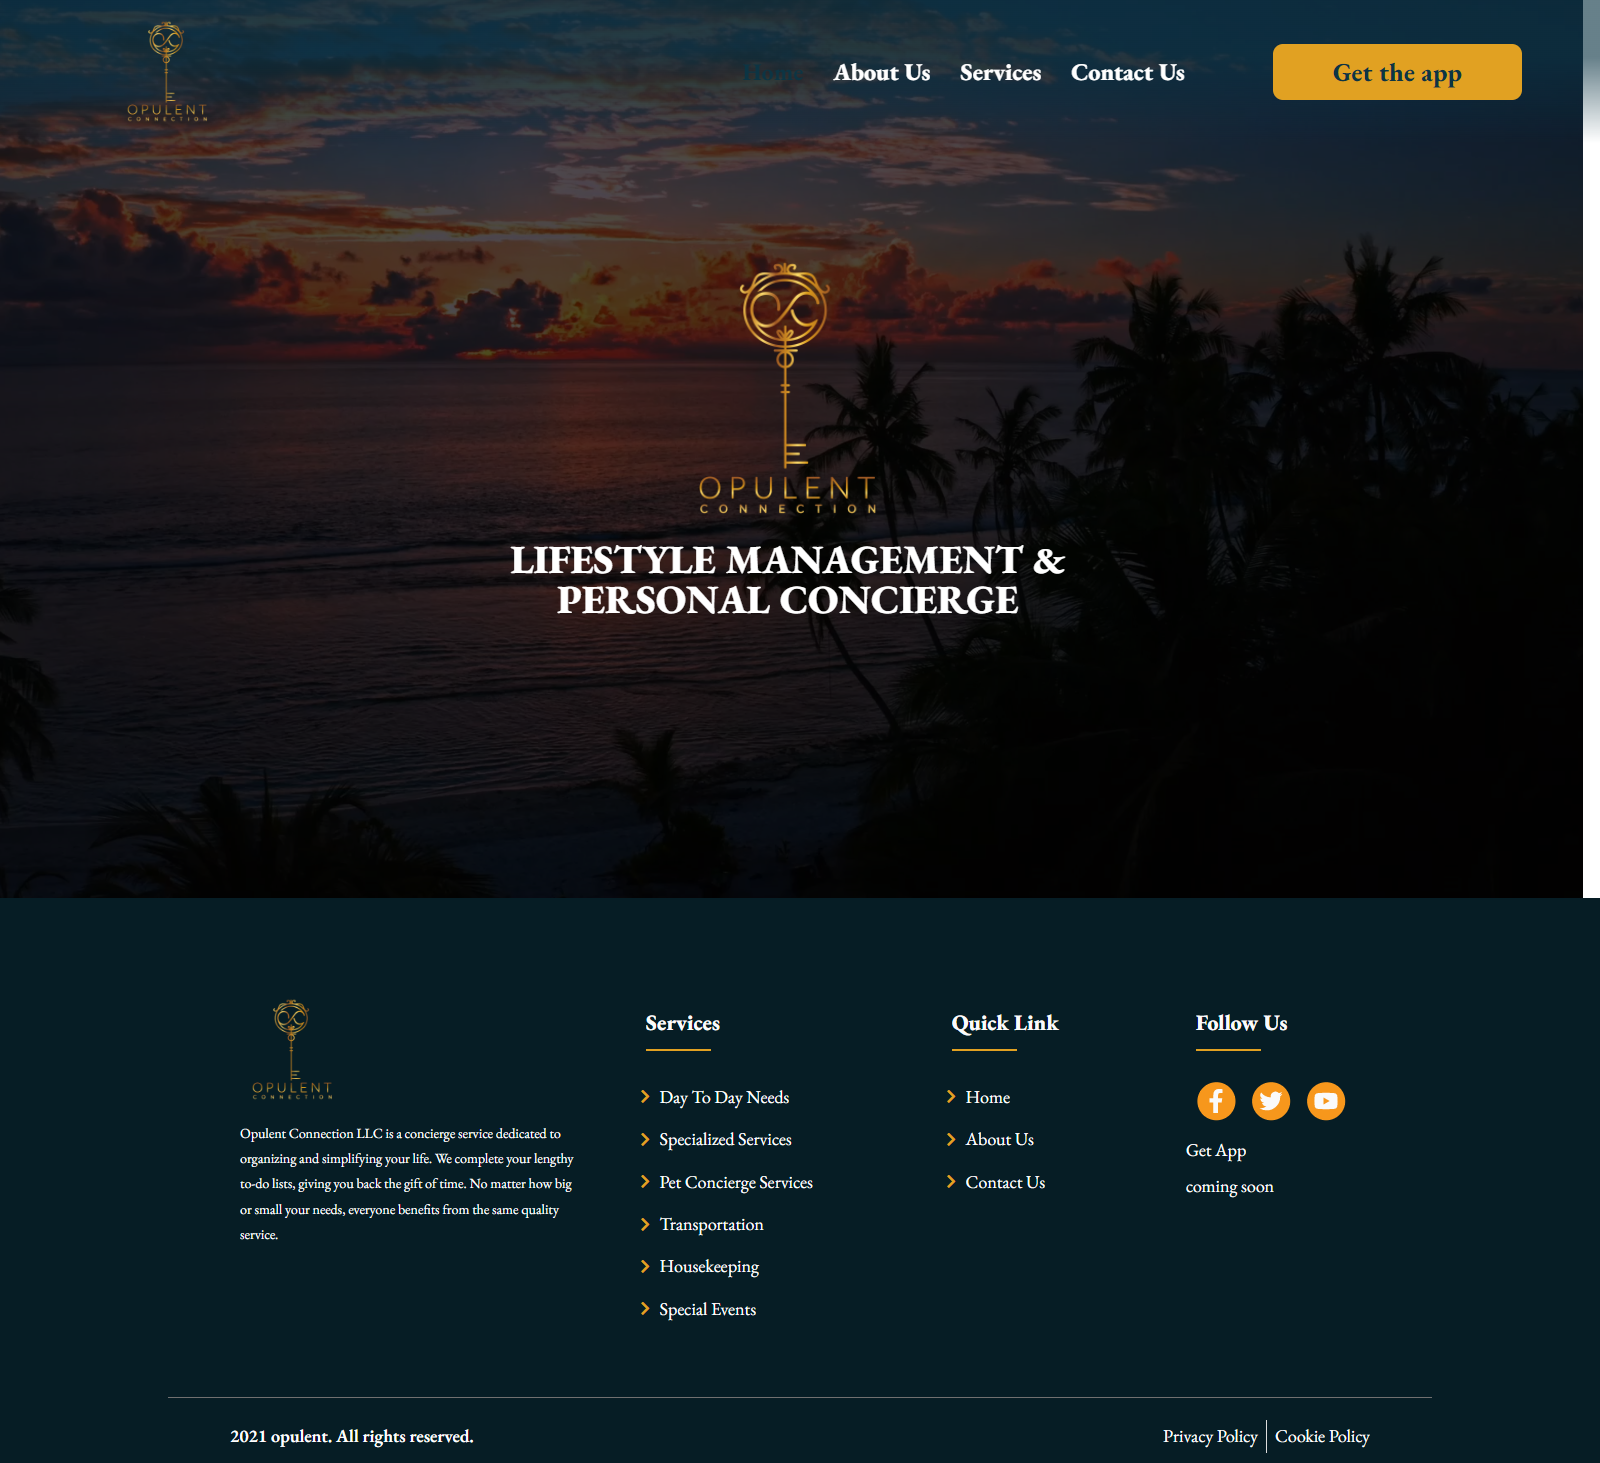 OPULENT
CONNECTION
Home
About Us
Services
Contact Us
Get the app
OPULENT
CONNECTION
LIFESTYLE MANAGEMENT &
PERSONAL CONCIERGE
OPULENT
CONNECTION
Opulent Connection LLC is a concierge service dedicated to
organizing and simplifying your life. We complete your lengthy
to-do lists, giving you back the gift of time. No matter how big
or small your needs, everyone benefits from the same quality
service.
Services
Day To Day Needs
Specialized Services
Pet Concierge Services
Transportation
Housekeeping
Special Events
Quick Link
Home
About Us
Contact Us
Follow Us
Get App
coming soon
2021 opulent. All rights reserved.
Privacy Policy
Cookie Policy